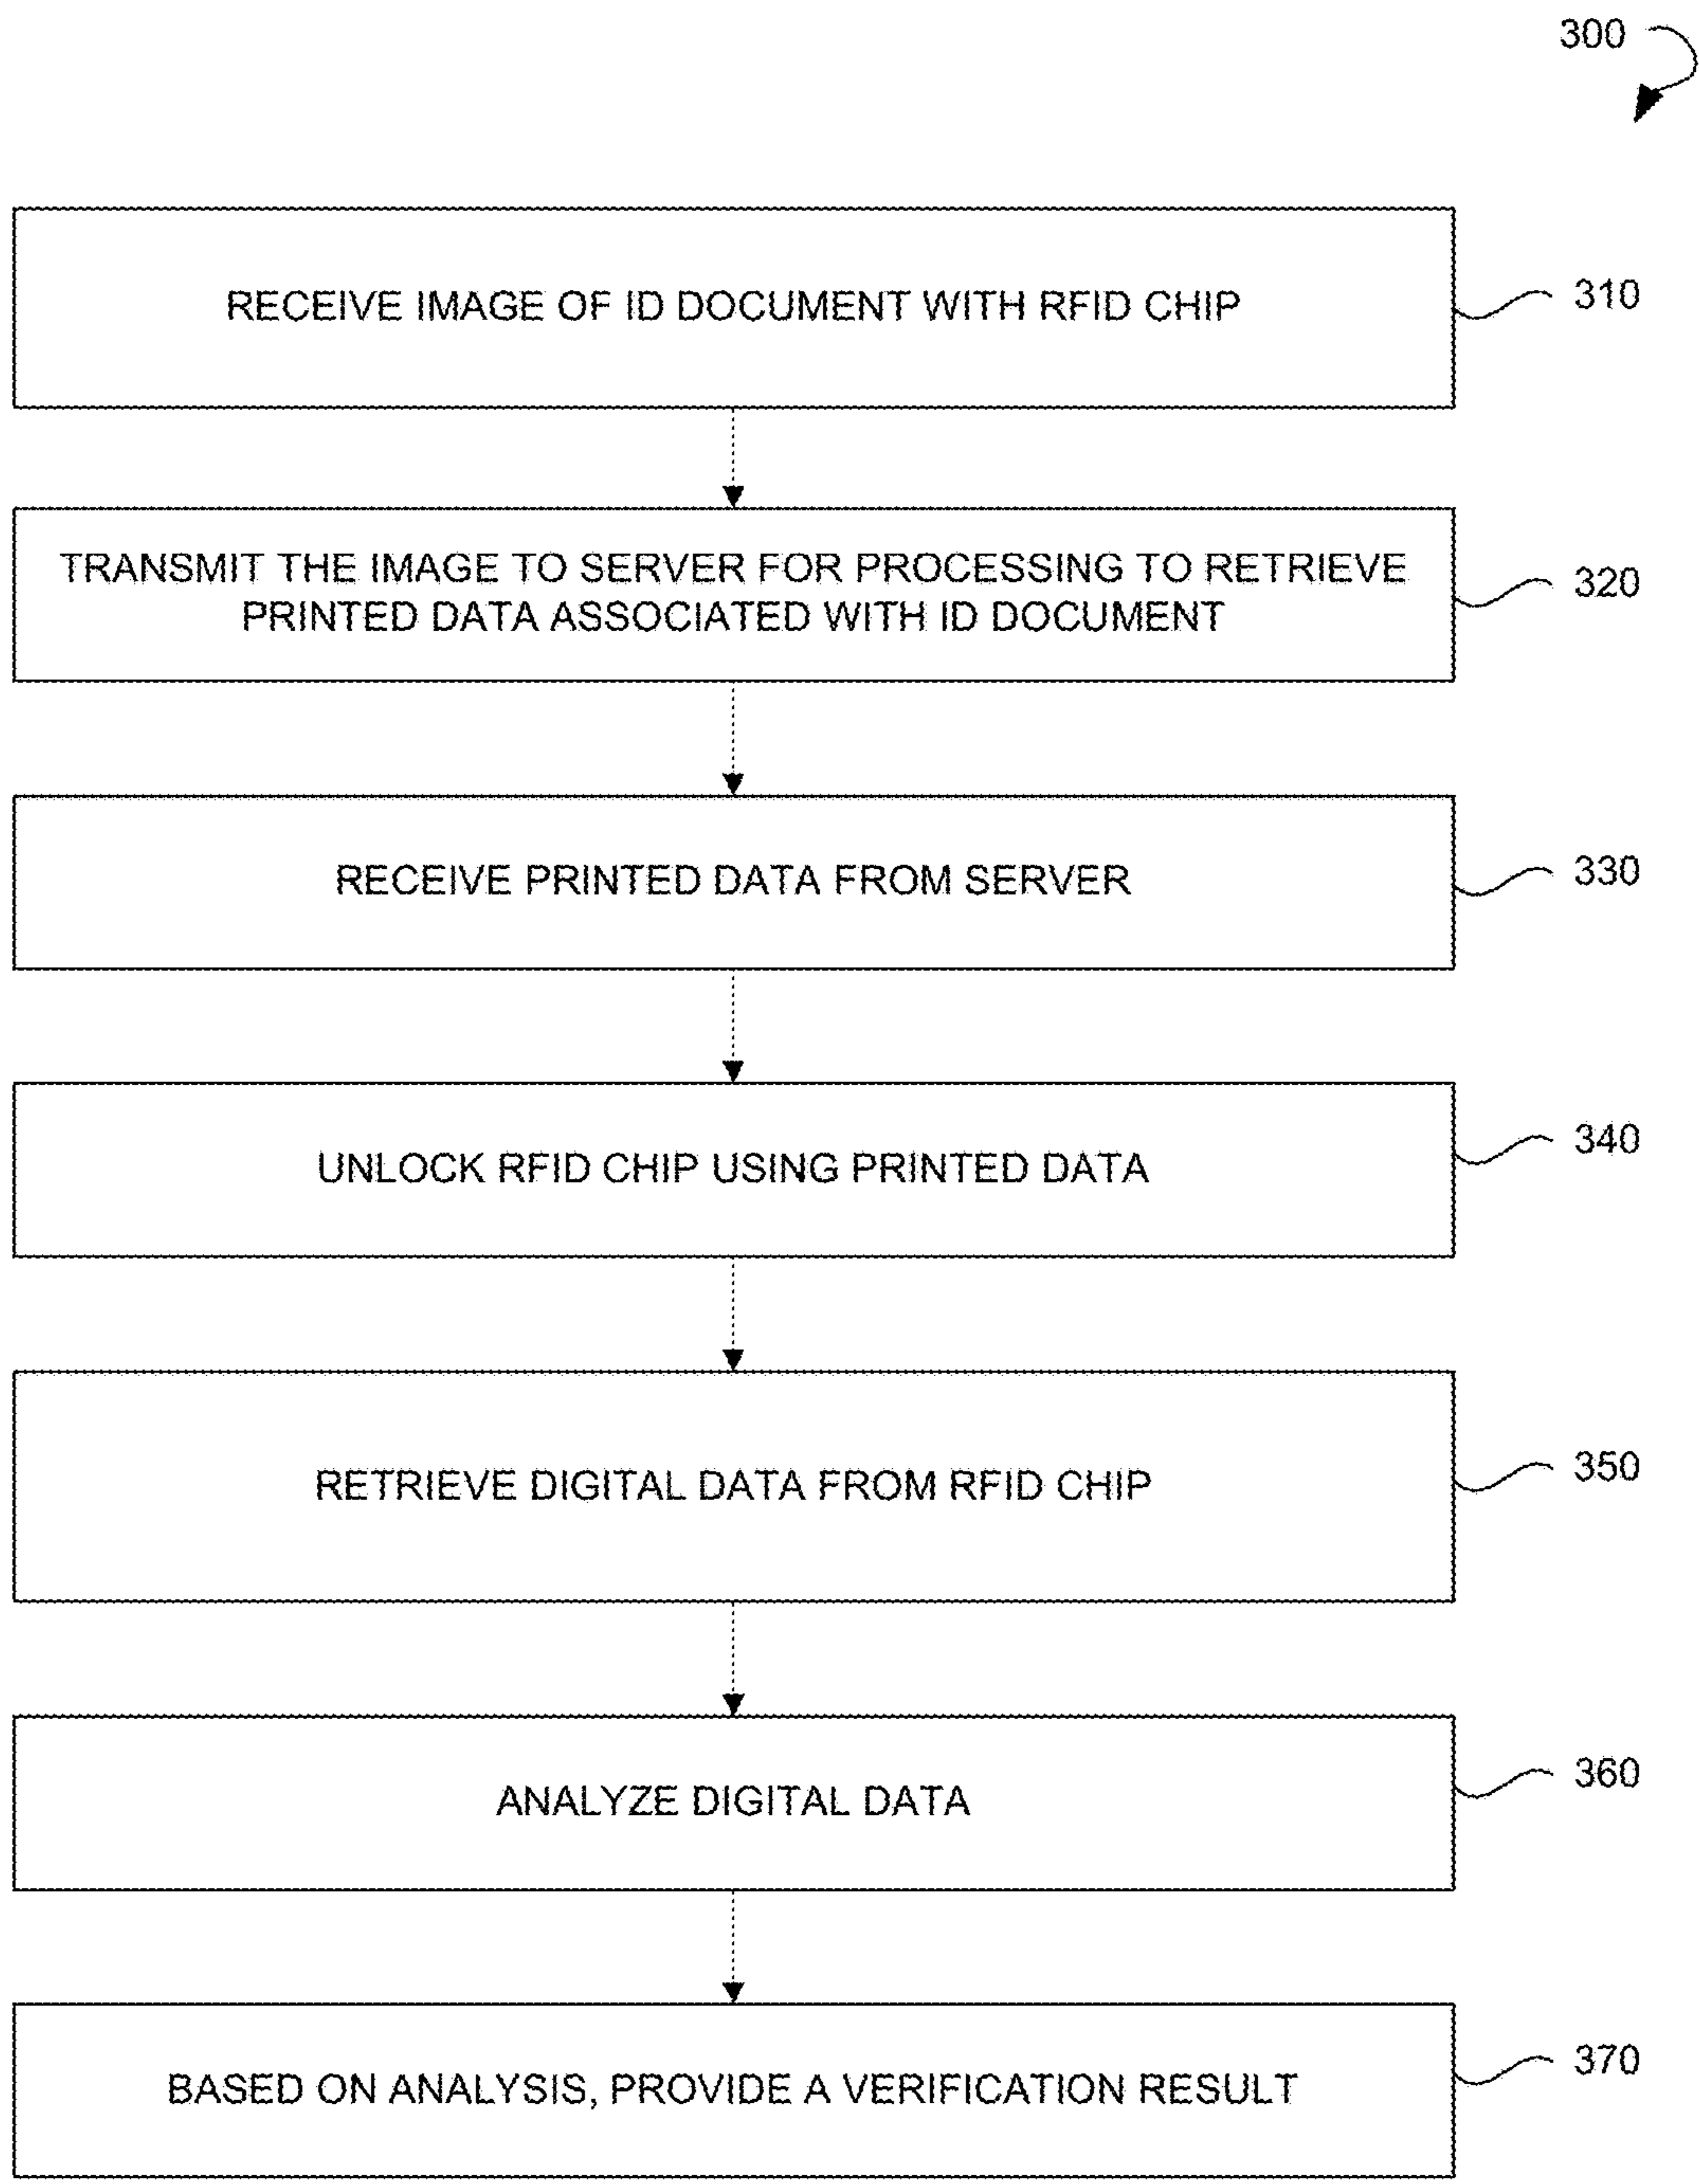 300
RECEIVE IMAGE OF ID DOCUMENT WITH RFID CHIP
310
TRANSMIT THE IMAGE TO SERVER FOR PROCESSING TO RETRIEVE
PRINTED DATA ASSOCIATED WITH ID DOCUMENT
320
RECEIVE PRINTED DATA FROM SERVER
330
UNLOCK RFID CHIP USING PRINTED DATA
340
RETRIEVE DIGITAL DATA FROM RFID CHIP
350
ANALYZE DIGITAL DATA
360
BASED ON ANALYSIS, PROVIDE A VERIFICATION RESULT
370